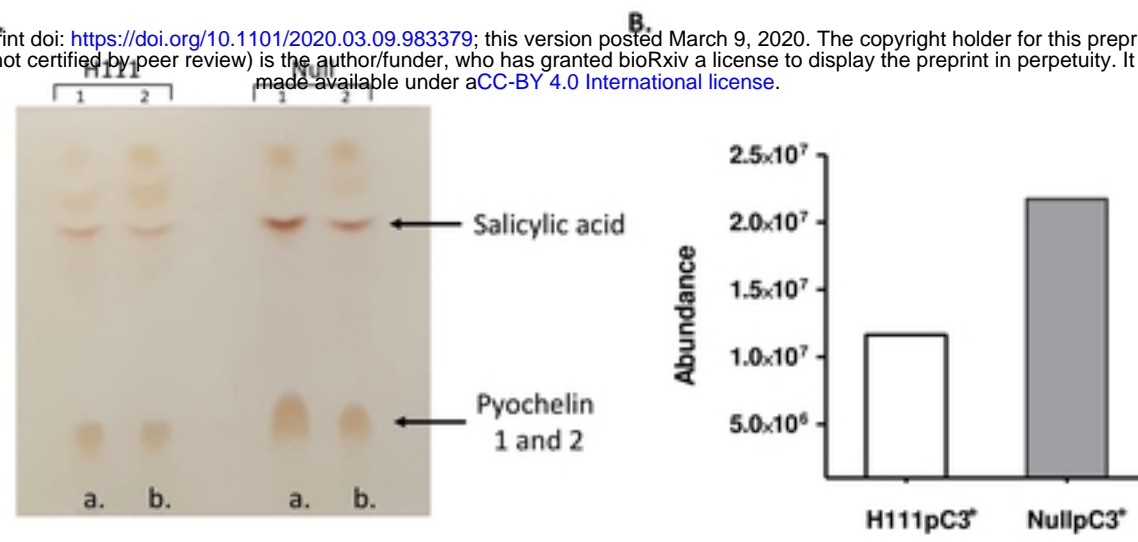 B.
int doi: https://doi.org/10.1101/2020.03.09.983379; this version posted March 9, 2020. The copyright holder for this prepr
not certified by peer review) is the author/funder, who has granted bioRxiv a license to display the preprint in perpetuity. It
made available under aCC-BY 4.0 International license.
H111 Null
1 2 1 2
Salicylic acid
Pyochelin
1 and 2
a. b. a. b.
2.5x10⁷
2.0x10⁷
1.5x10⁷
1.0x10⁷
5.0x10⁶
Abundance
H111pC3* NullpC3*